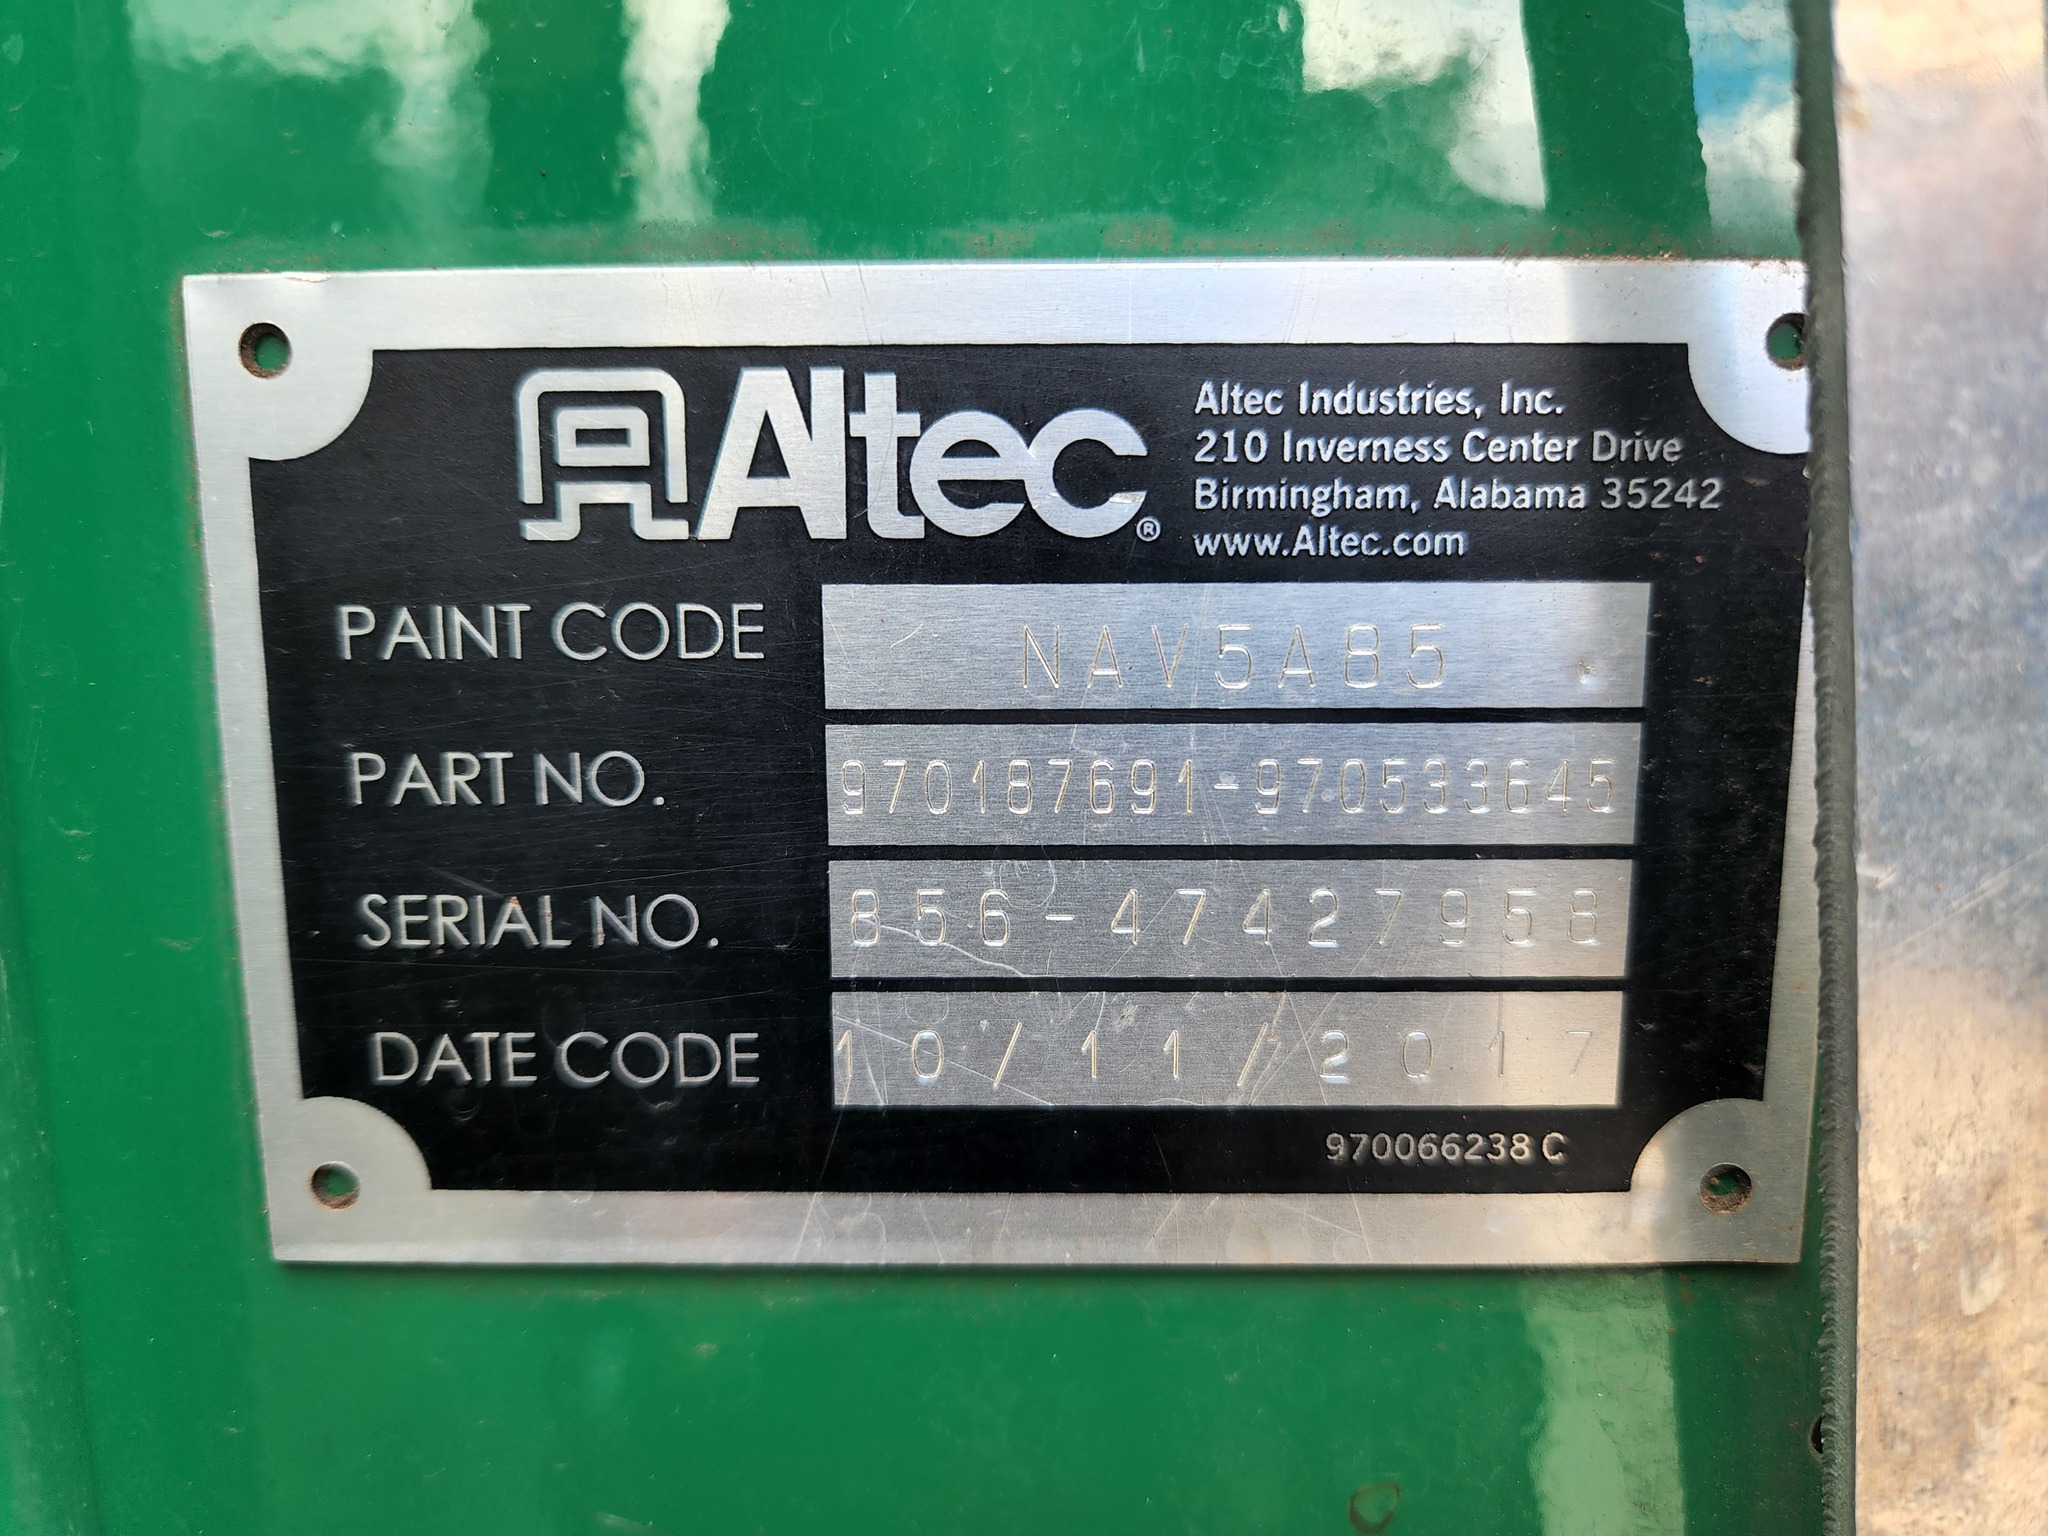 Altec®
Altec Industries, Inc.
210 Inverness Center Drive
Birmingham, Alabama 35242
www.Altec.com
PAINT CODE NAV5A85
PART NO. 970187691-970533645
SERIAL NO. 856-47427958
DATE CODE 10/11/2017
970066238 C